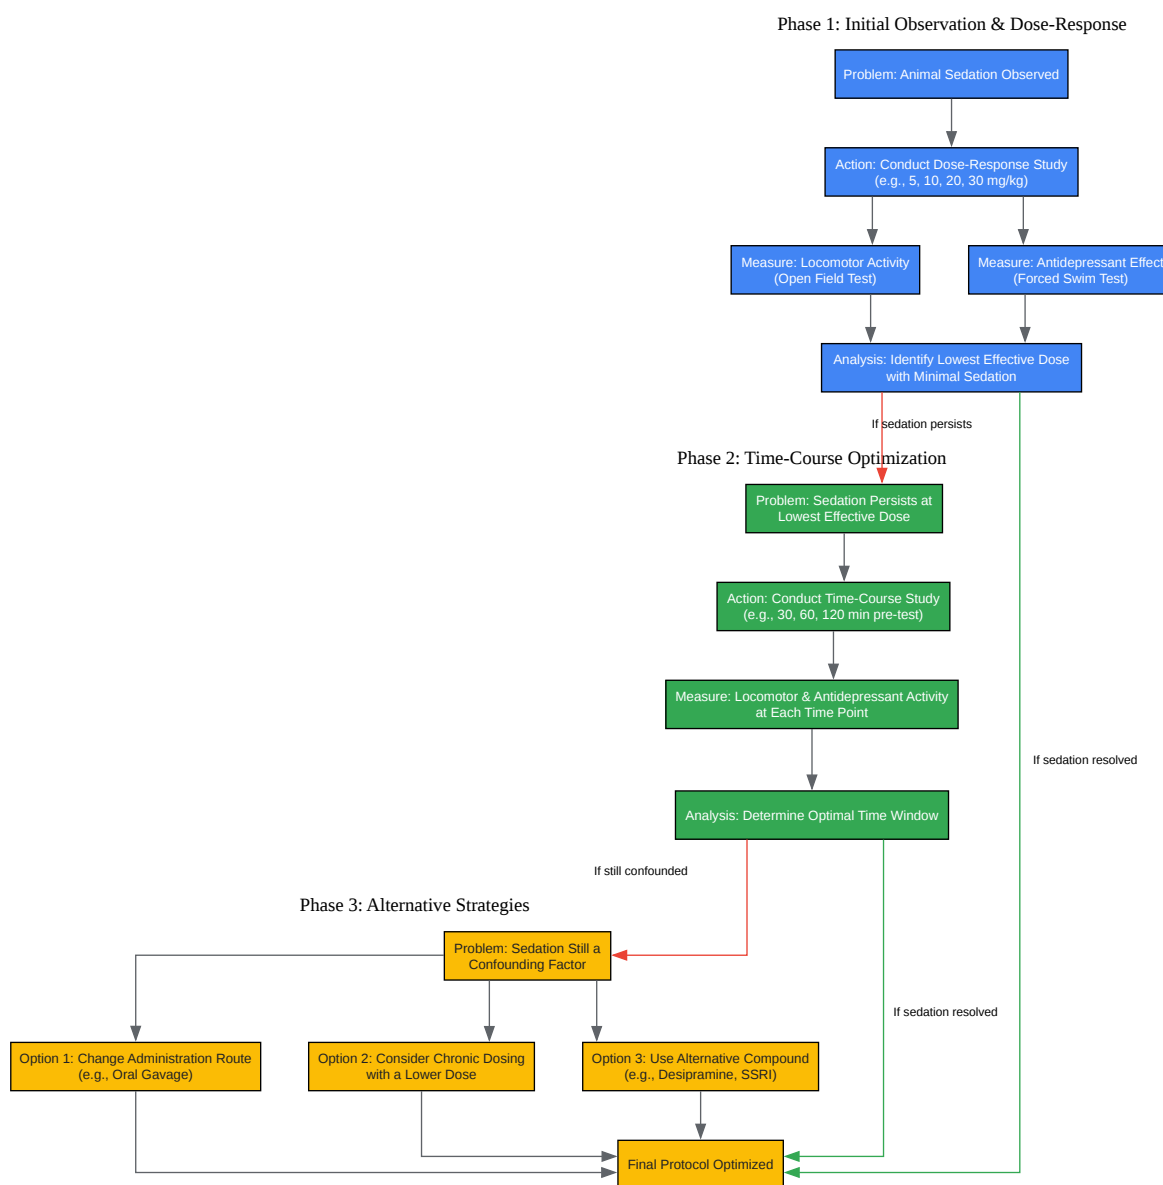 Phase 1: Initial Observation & Dose-Response
Problem: Animal Sedation Observed
Action: Conduct Dose-Response Study
(e.g., 5, 10, 20, 30 mg/kg)
Measure: Locomotor Activity
(Open Field Test)
Measure: Antidepressant Effect
(Forced Swim Test)
Analysis: Identify Lowest Effective Dose
with Minimal Sedation
If sedation persists
Phase 2: Time-Course Optimization
Problem: Sedation Persists at
Lowest Effective Dose
Action: Conduct Time-Course Study
(e.g., 30, 60, 120 min pre-test)
Measure: Locomotor & Antidepressant Activity
at Each Time Point
If sedation resolved
Analysis: Determine Optimal Time Window
If still confounded
Phase 3: Alternative Strategies
Problem: Sedation Still a
Confounding Factor
If sedation resolved
Option 1: Change Administration Route
(e.g., Oral Gavage)
Option 2: Consider Chronic Dosing
with a Lower Dose
Option 3: Use Alternative Compound
(e.g., Desipramine, SSRI)
Final Protocol Optimized